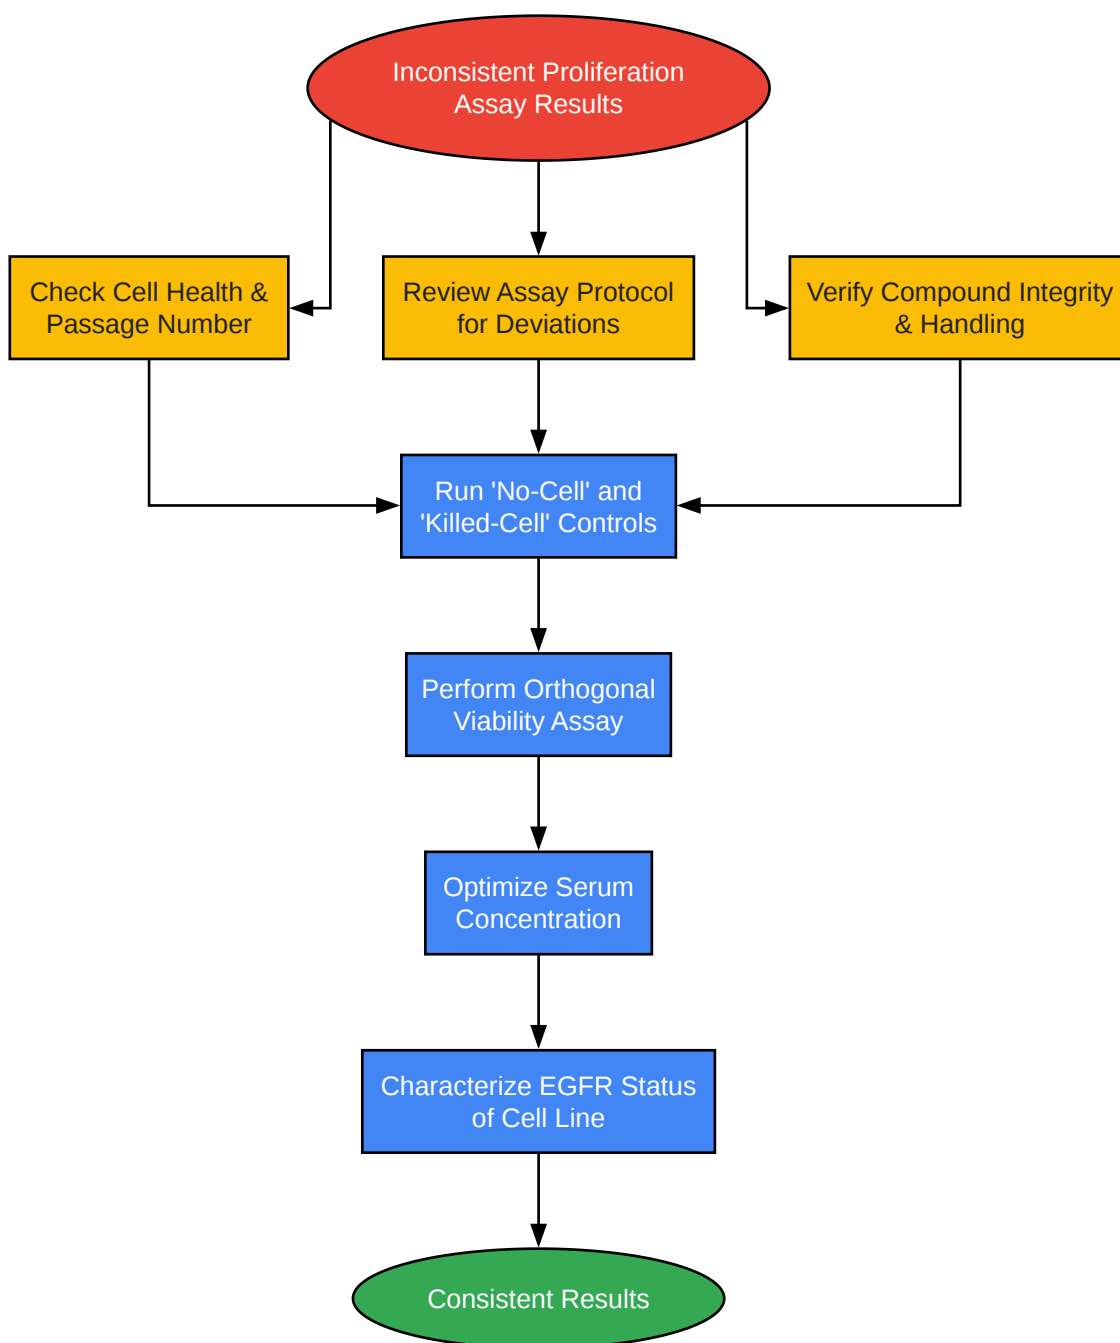 Inconsistent Proliferation
Assay Results
Check Cell Health &
Passage Number
Review Assay Protocol
for Deviations
Verify Compound Integrity
& Handling
Run 'No-Cell' and
'Killed-Cell' Controls
Perform Orthogonal
Viability Assay
Optimize Serum
Concentration
Characterize EGFR Status
of Cell Line
Consistent Results